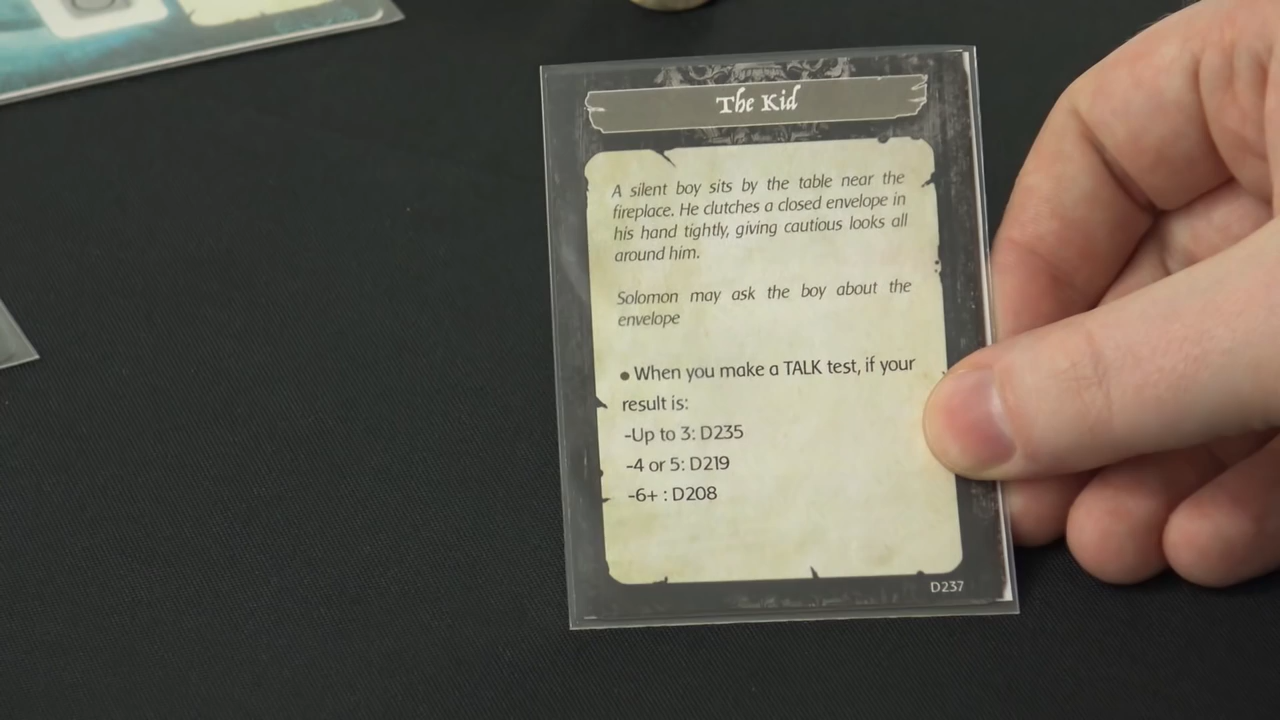 The Kid
A silent boy sits by the table near the
fireplace. He clutches a closed envelope in
his hand tightly, giving cautious looks all
around him.
Solomon may ask the boy about the
envelope
● When you make a TALK test, if your
result is:
-Up to 3: D235
-4 or 5: D219
-6+ : D208
D237